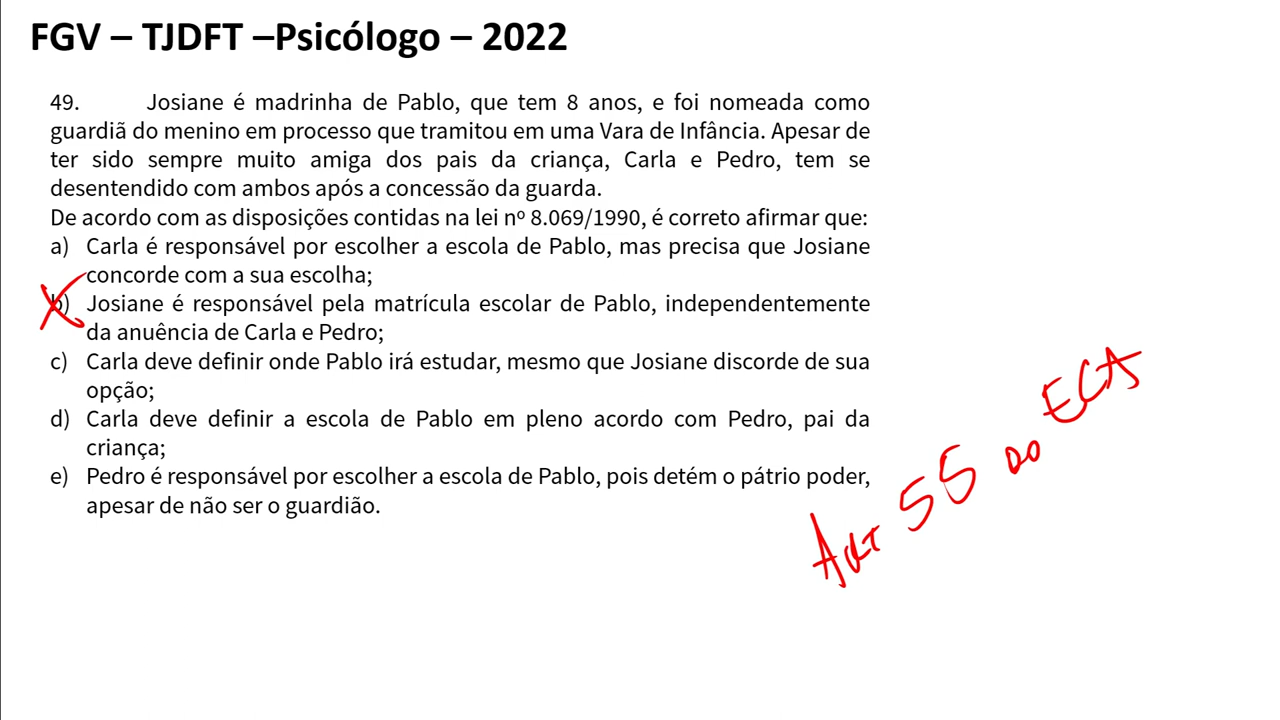 FGV – TJDFT –Psicólogo – 2022
49. Josiane é madrinha de Pablo, que tem 8 anos, e foi nomeada como
guardiã do menino em processo que tramitou em uma Vara de Infância. Apesar de
ter sido sempre muito amiga dos pais da criança, Carla e Pedro, tem se
desentendido com ambos após a concessão da guarda.
De acordo com as disposições contidas na lei nº 8.069/1990, é correto afirmar que:
a) Carla é responsável por escolher a escola de Pablo, mas precisa que Josiane
concorde com a sua escolha;
b) Josiane é responsável pela matrícula escolar de Pablo, independentemente
da anuência de Carla e Pedro;
c) Carla deve definir onde Pablo irá estudar, mesmo que Josiane discorde de sua
opção;
d) Carla deve definir a escola de Pablo em pleno acordo com Pedro, pai da
criança;
e) Pedro é responsável por escolher a escola de Pablo, pois detém o pátrio poder,
apesar de não ser o guardião.
ART 55 DO ECA